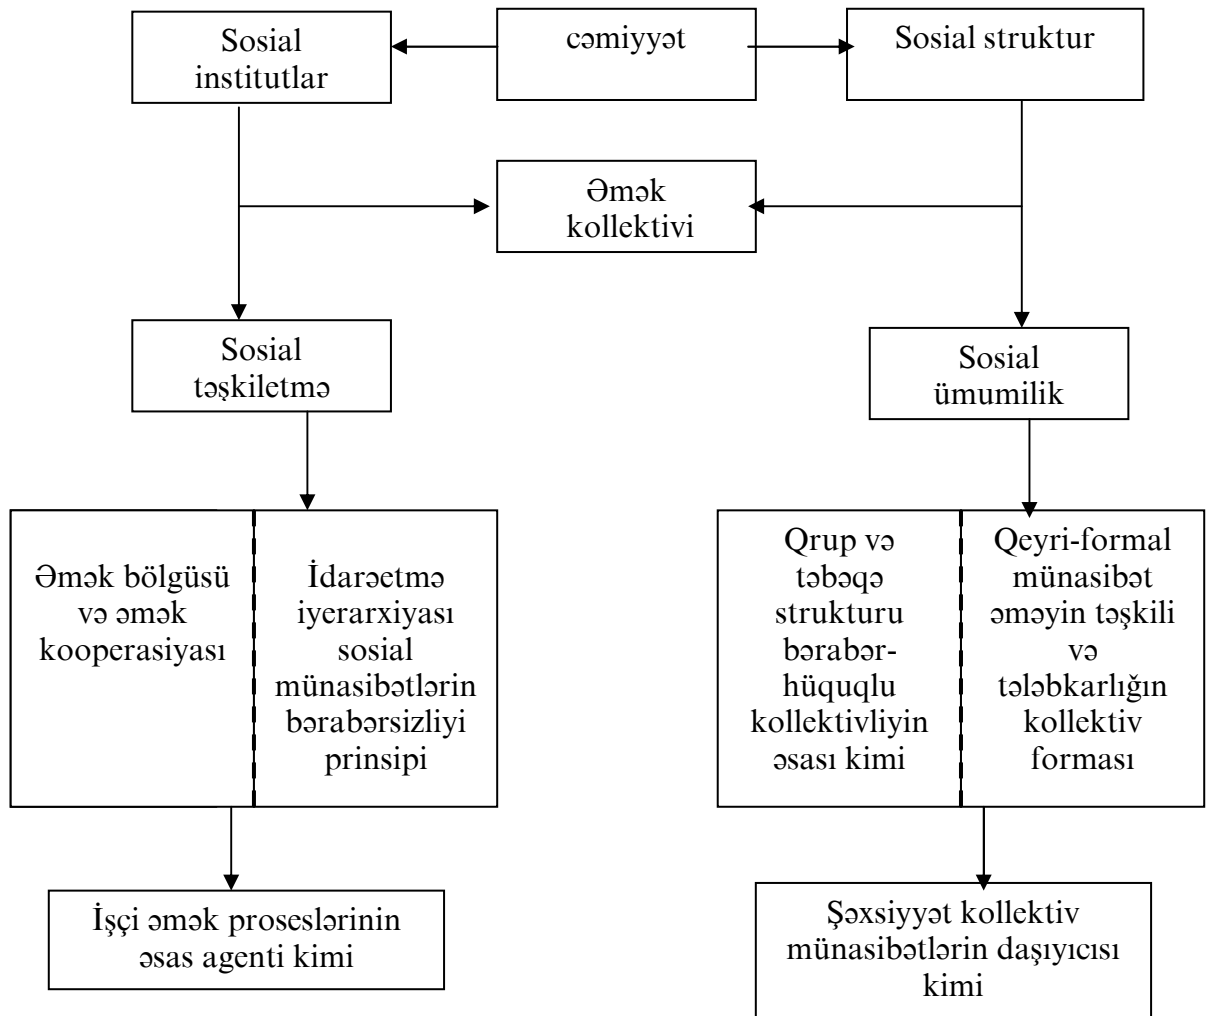 Sosial
institutlar
cəmiyyət
Sosial struktur
Əmək
kollektivi
Sosial
təşkiletmə
Sosial
ümumilik
Əmək bölgüsü
və əmək
kooperasiyası
İdarəetmə
iyerarxiyası
sosial
münasibətlərin
bərabərsizliyi
prinsipi
Qrup və
təbəqə
strukturu
bərabər-
hüquqlu
kollektivliyin
əsası kimi
Qeyri-formal
münasibət
əməyin təşkili
və
tələbkarlığın
kollektiv
forması
İşçi əmək proseslərinin
əsas agenti kimi
Şəxsiyyət kollektiv
münasibətlərin daşıyıcısı
kimi